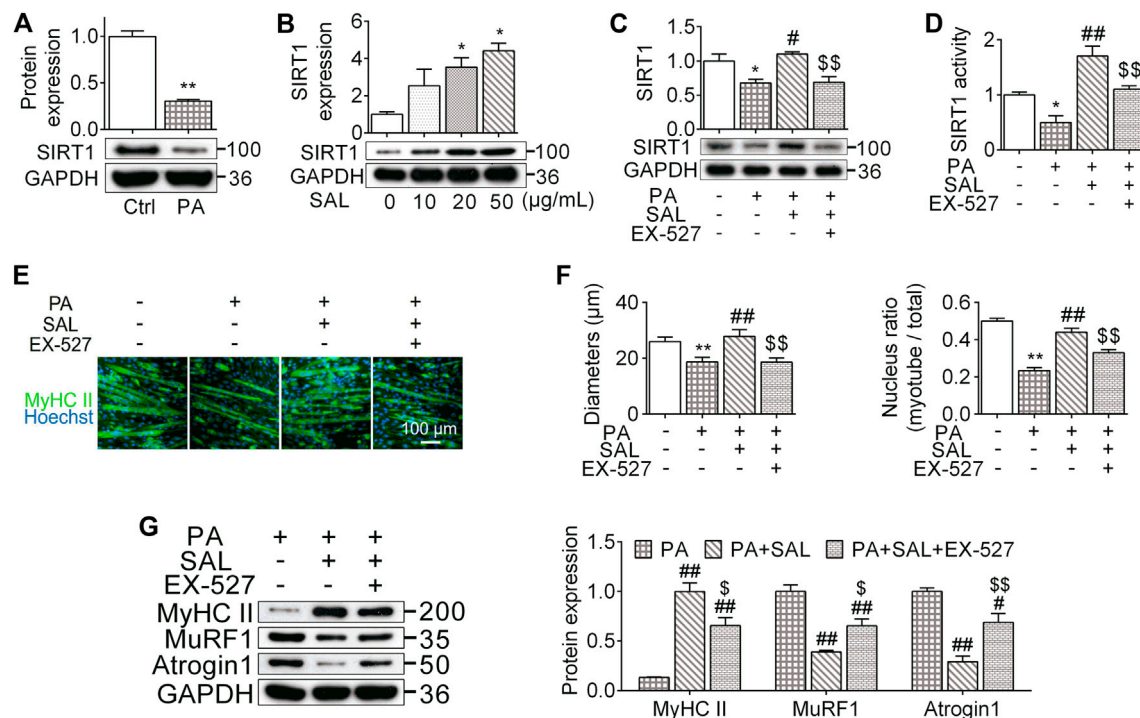 A
Protein
expression
1.0
0.5
0.0
**
SIRT1
100
GAPDH
36
Ctrl PA
B
SIRT1
expression
6
4
2
0
* *
SIRT1
100
GAPDH
36
SAL 0 10 20 50 (µg/mL)
C
SIRT1
1.5
1.0
0.5
0.0
* # $$
SIRT1
100
GAPDH
36
PA - + + +
SAL - - + +
EX-527 - - - +
D
SIRT1 activity
2
1
0
* ## $$
PA - + + +
SAL - - + +
EX-527 - - - +
E
PA - + + +
SAL - - + +
EX-527 - - - +
MyHC II
Hoechst
100 µm
F
Diameters (µm)
40
20
0
** ## $$
PA - + + +
SAL - - + +
EX-527 - - - +
Nucleus ratio
(myotube / total)
0.6
0.4
0.2
0.0
** ## $$
PA - + + +
SAL - - + +
EX-527 - - - +
G
PA + + +
SAL - + +
EX-527 - - +
MyHC II 200
MuRF1 35
Atrogin1 50
GAPDH 36
PA PA+SAL PA+SAL+EX-527
Protein expression
1.5
1.0
0.5
0.0
## $ ## ## $ ## ## $$ #
MyHC II MuRF1 Atrogin1